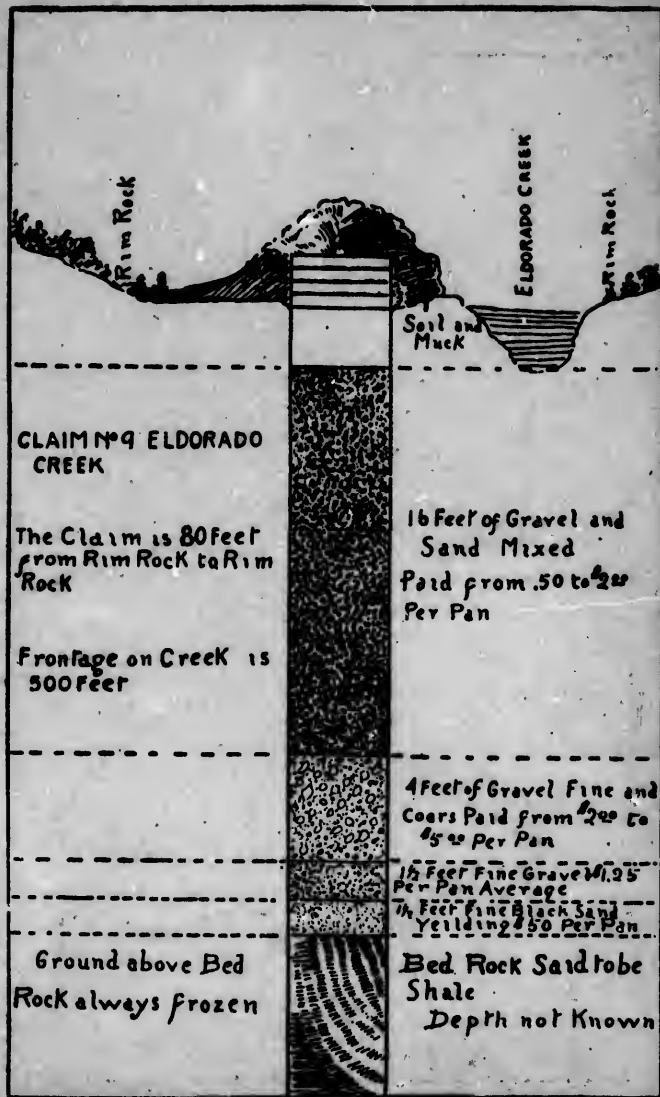 Rim Rock
ELDORADO CREEK
Rim Rock
Soil and
Muck
CLAIM Nº 9 ELDORADO
CREEK
The Claim is 80 Feet
from Rim Rock to Rim
Rock
Frontage on Creek is
500 Feet
16 Feet of Gravel and
Sand Mixed
Paid from .50 to $2.00
Per Pan
4 Feet of Gravel Fine and
Coars Paid from $2.00 to
$5.00 Per Pan
1½ Feet Fine Gravel $1.25
Per Pan Average
1½ Feet Fine Black Sand
Yeilding $50 Per Pan
Ground above Bed
Rock always frozen
Bed Rock Said to be
Shale
Depth not Known